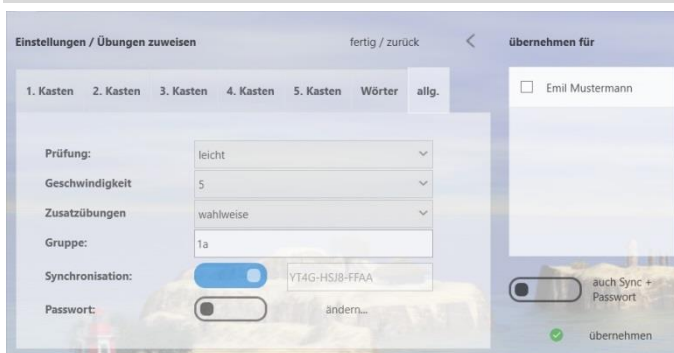 Einstellungen / Übungen zuweisen
fertig / zurück
1. Kasten 2. Kasten 3. Kasten 4. Kasten 5. Kasten Wörter allg.
Prüfung: leicht
Geschwindigkeit 5
Zusatzübungen wahlweise
Gruppe: 1a
Synchronisation: YT4G-HSJ8-FFAA
Passwort: ändern...
übernehmen für
Emil Mustermann
auch Sync +
Passwort
übernehmen